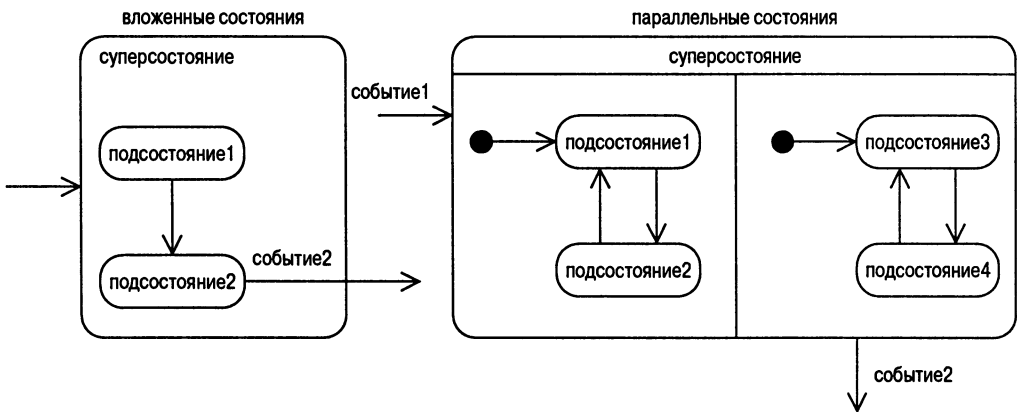 вложенные состояния
суперсостояние
подсостояние1
подсостояние2
событие2
параллельные состояния
событие1
суперсостояние
подсостояние1
подсостояние2
подсостояние3
подсостояние4
событие2